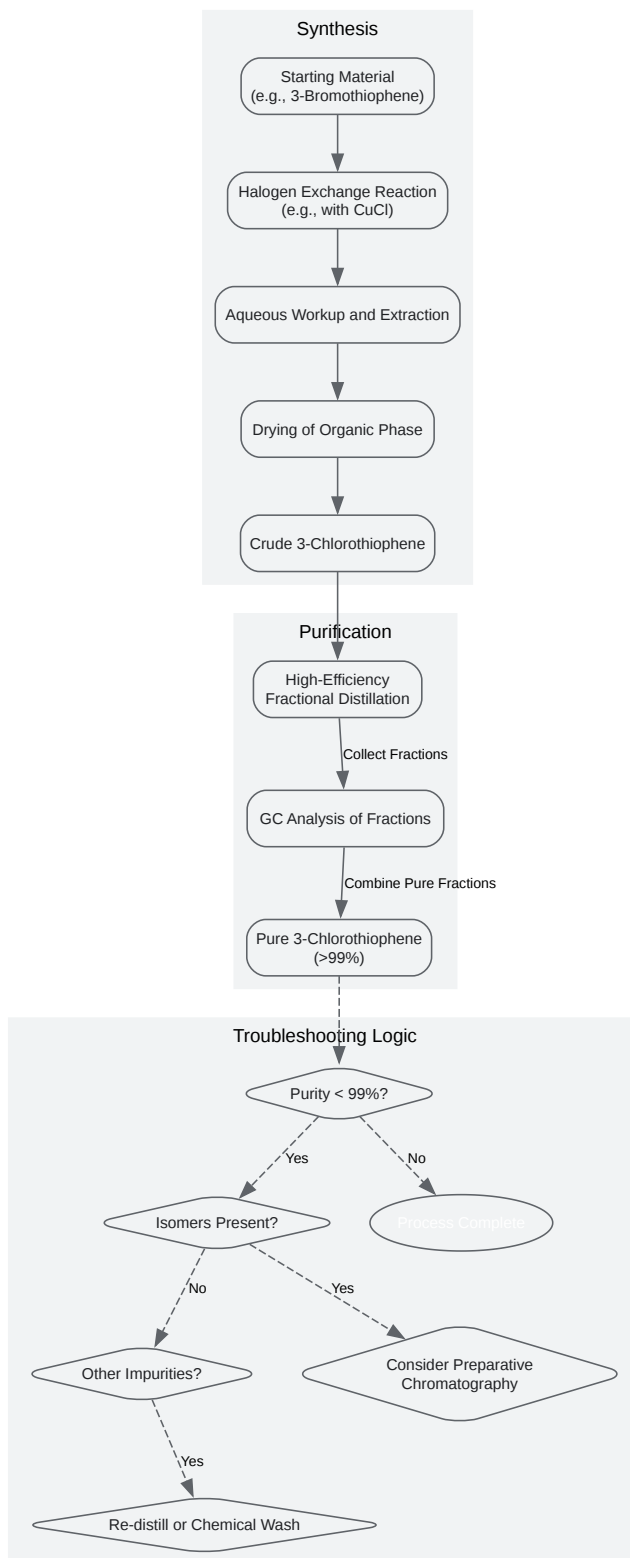 Synthesis
Starting Material
(e.g., 3-Bromothiophene)
Halogen Exchange Reaction
(e.g., with CuCl)
Aqueous Workup and Extraction
Drying of Organic Phase
Crude 3-Chlorothiophene
Purification
High-Efficiency
Fractional Distillation
Collect Fractions
GC Analysis of Fractions
Combine Pure Fractions
Pure 3-Chlorothiophene
(>99%)
Troubleshooting Logic
Purity < 99%?
Yes
No
Isomers Present?
Process Complete
No
Yes
Other Impurities?
Consider Preparative
Chromatography
Yes
Re-distill or Chemical Wash